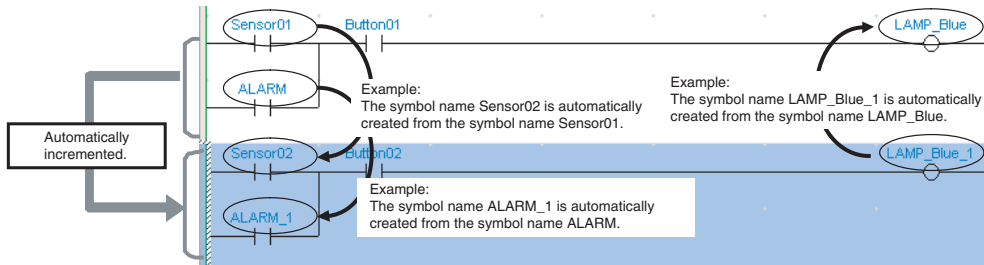 Sensor01
Button01
LAMP_Blue
ALARM
Example:
The symbol name Sensor02 is automatically
created from the symbol name Sensor01.
Example:
The symbol name LAMP_Blue_1 is automatically
created from the symbol name LAMP_Blue.
Automatically
incremented.
Sensor02
Button02
LAMP_Blue_1
ALARM_1
Example:
The symbol name ALARM_1 is automatically
created from the symbol name ALARM.